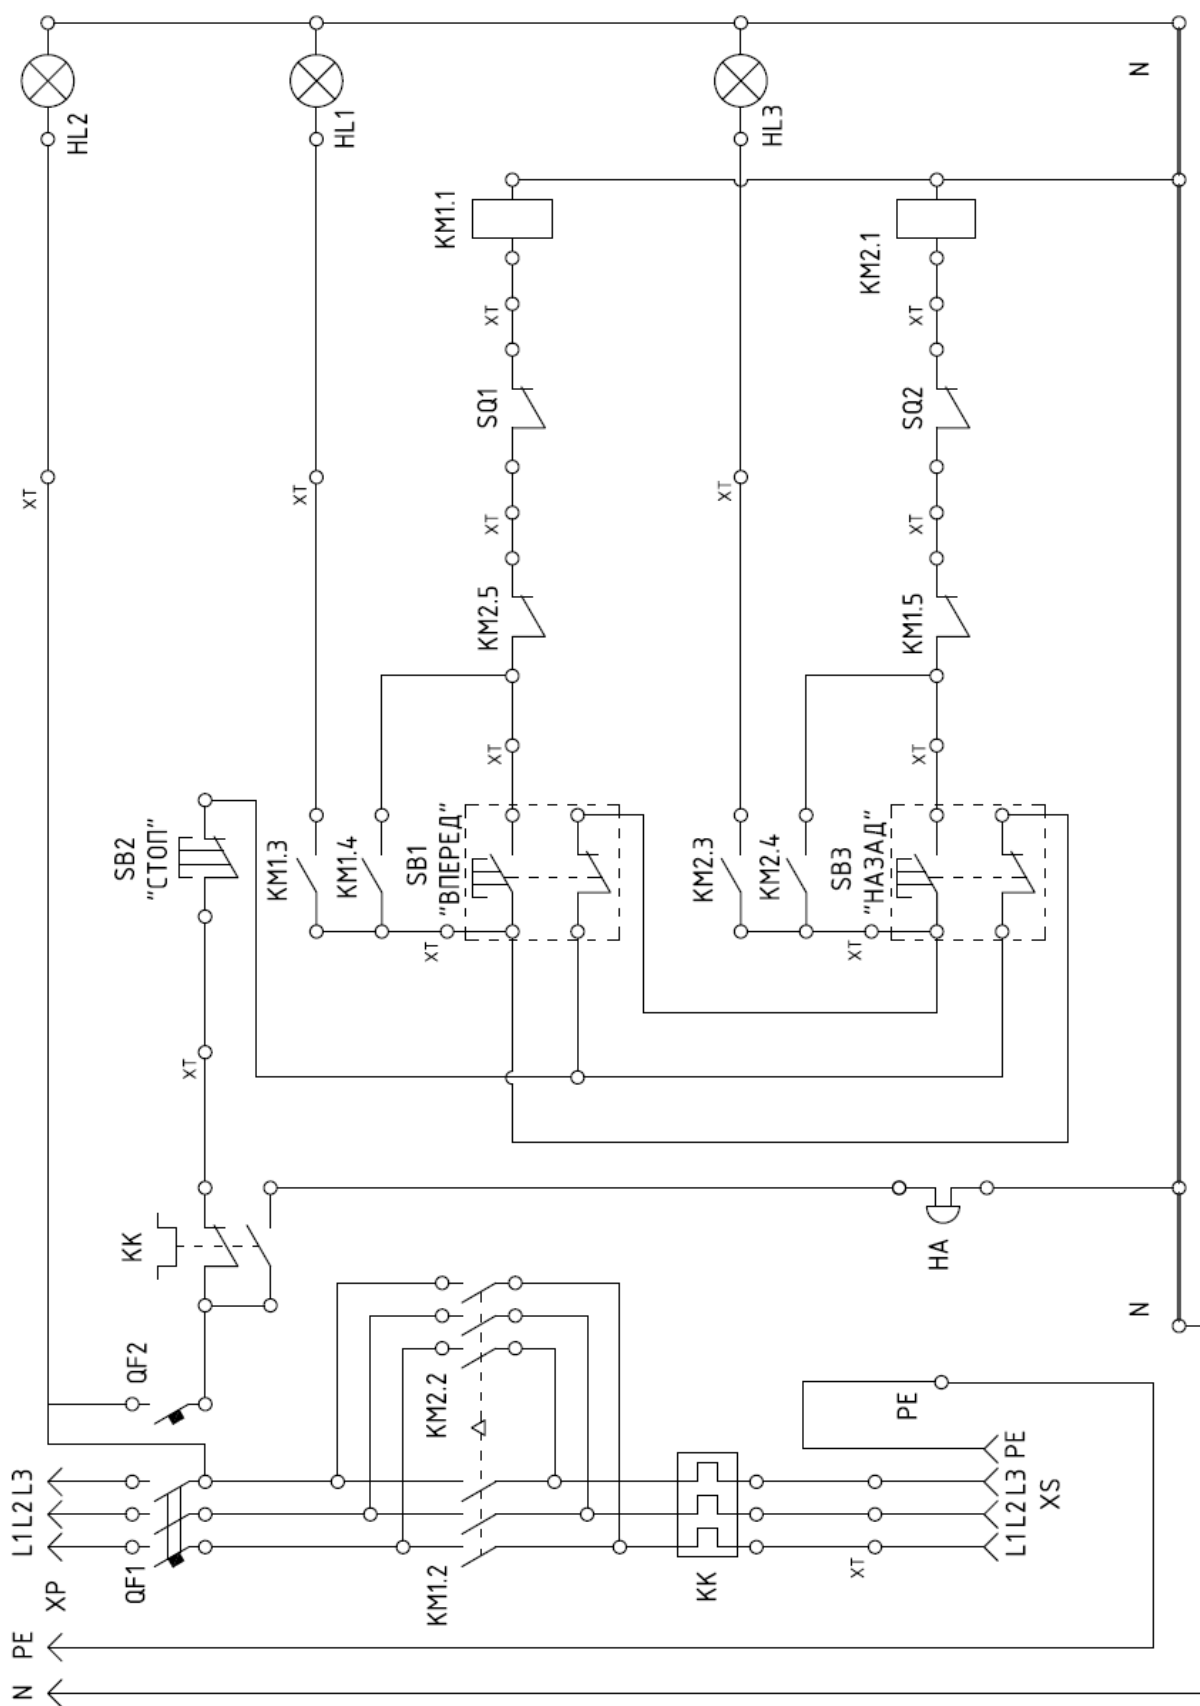 N
PE
L1 L2 L3
XT
XP
HL2
QF1
QF2
KK
SB2
"СТОП"
XT
KM1.3
XT
KM1.4
HL1
KM1.2
KM2.2
XT
SB1
"ВПЕРЕД"
KM1.1
XT
KM2.5
XT
SQ1
XT
KK
KM2.3
XT
KM2.4
HL3
XT
XT
SB3
"НАЗАД"
KM2.1
PE
XT
KM1.5
XT
SQ2
XT
HA
L1 L2 L3 PE
XS
N
N